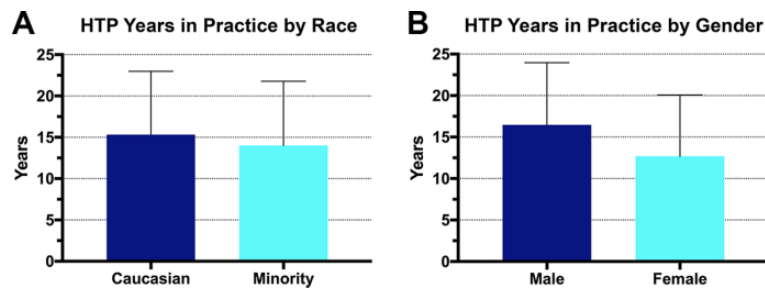 A HTP Years in Practice by Race
25
20
15
10
5
0
Years
Caucasian Minority
B HTP Years in Practice by Gender
25
20
15
10
5
0
Years
Male Female